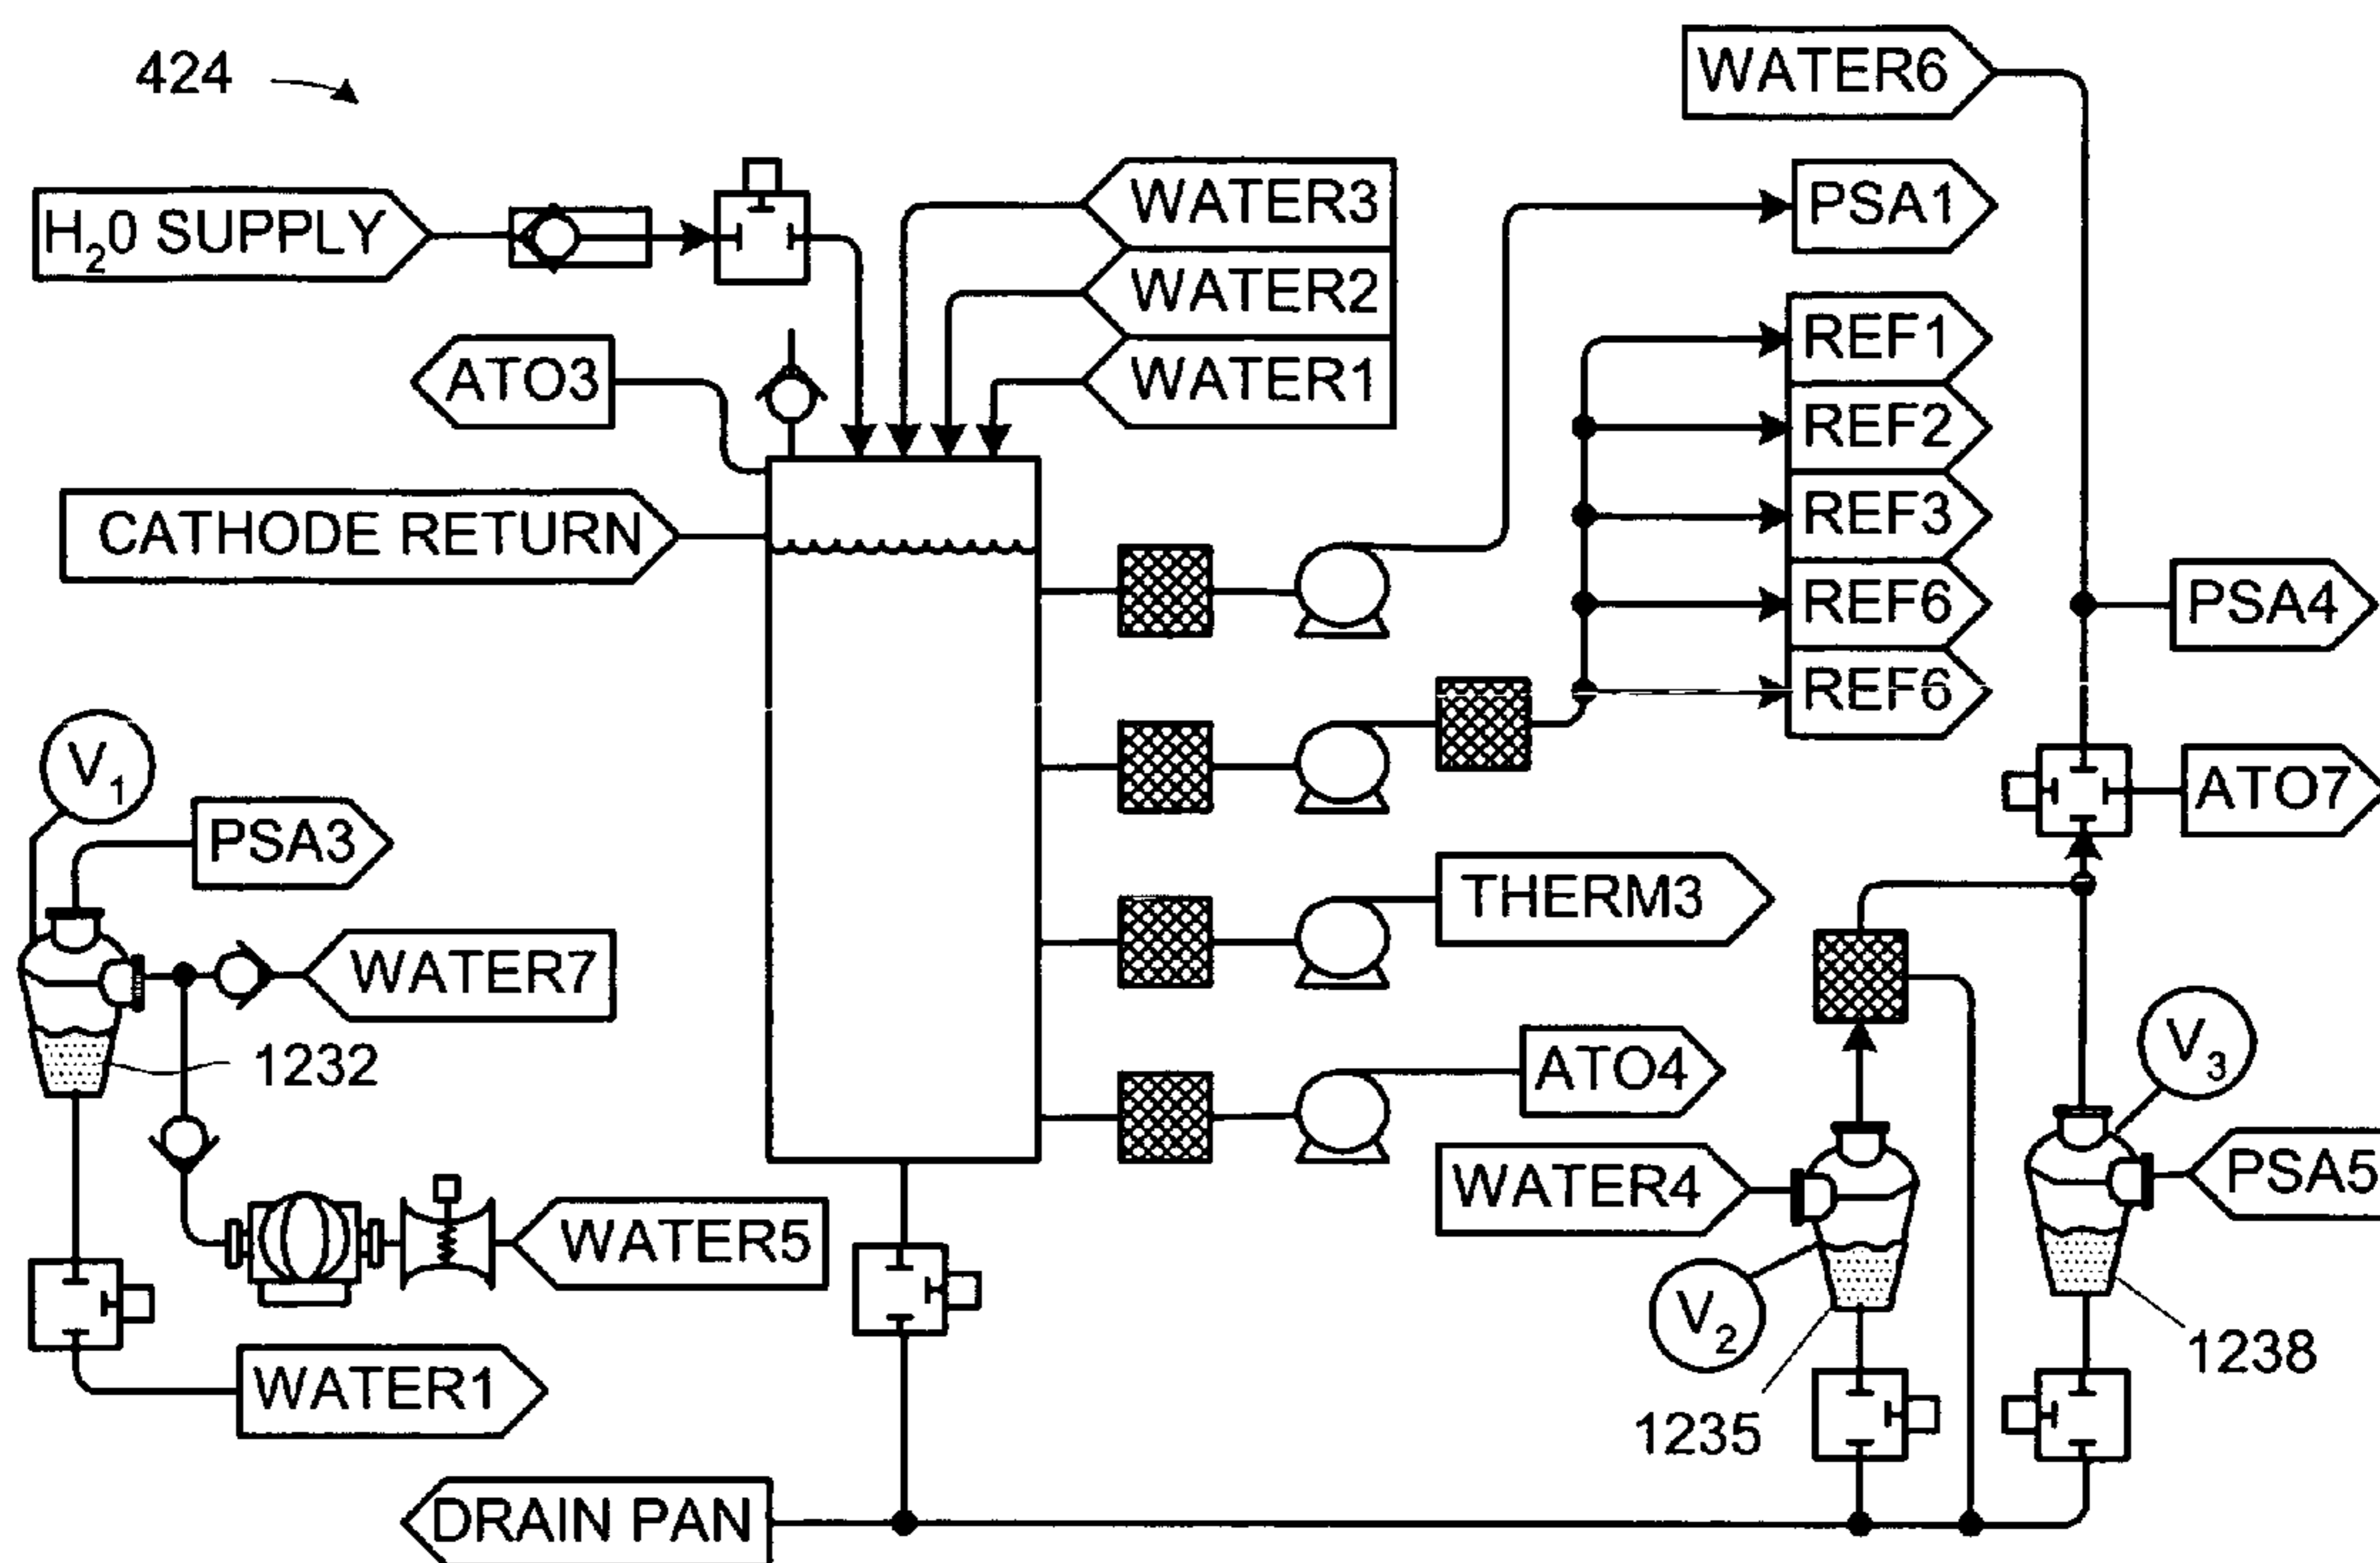 424
WATER6
H20 SUPPLY
WATER3
PSA1
WATER2
REF1
ATO3
WATER1
REF2
REF3
CATHODE RETURN
REF6
PSA4
REF6
V1
ATO7
PSA3
THERM3
WATER7
1232
ATO4
V3
WATER4
PSA5
WATER5
V2
1238
WATER1
1235
DRAIN PAN